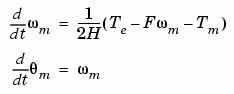 d/dt ω_m = 1/2H (T_e − Fω_m − T_m)
d/dt θ_m = ω_m